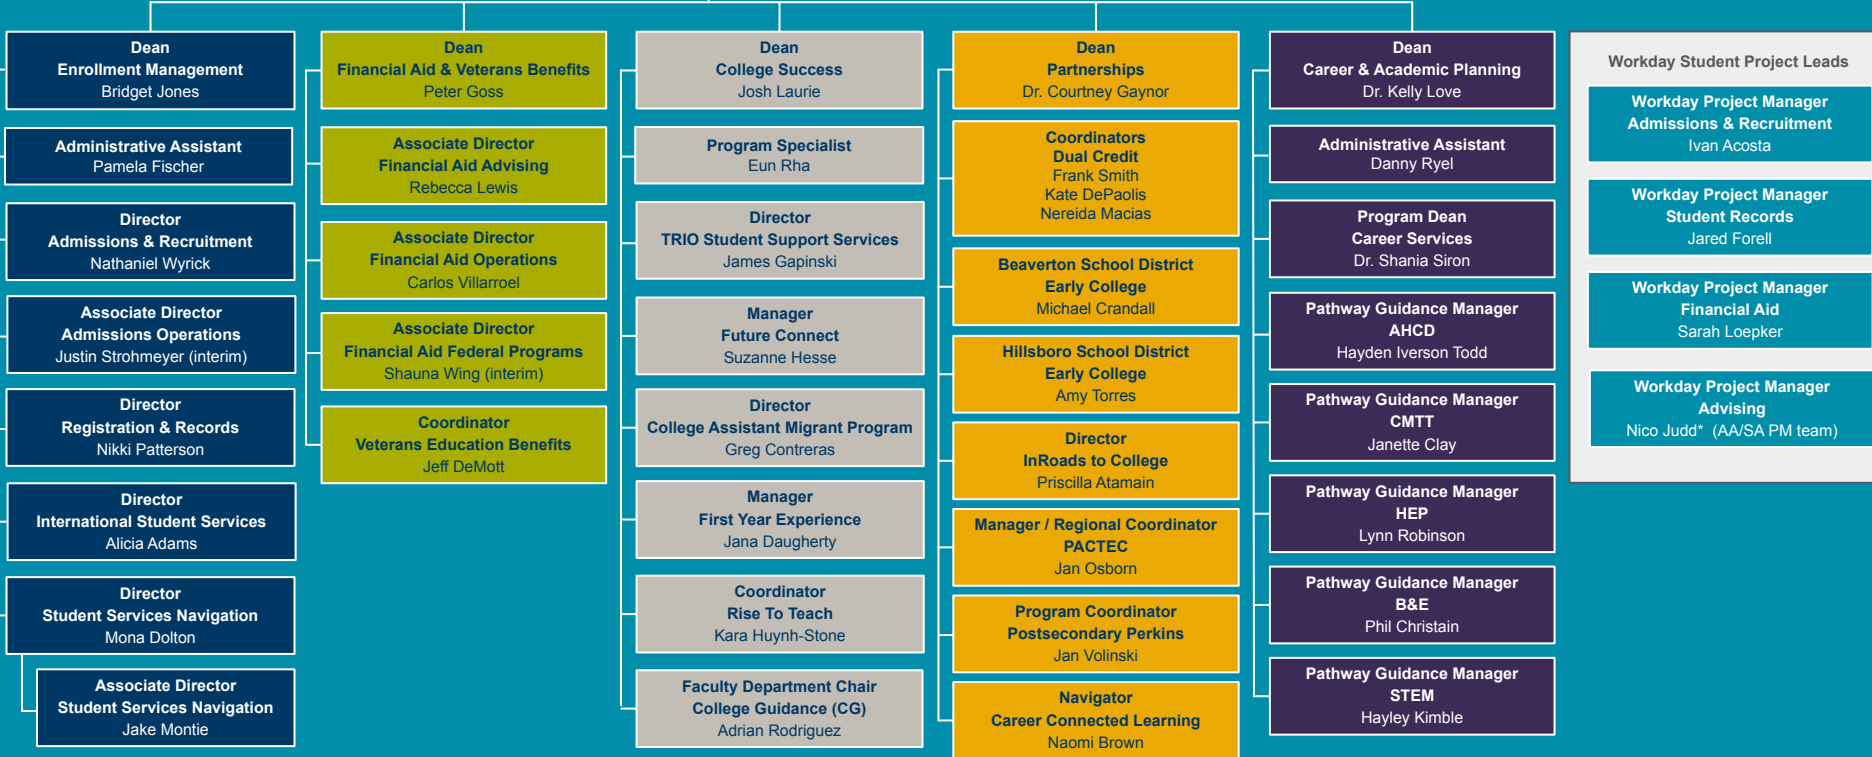 Dean
Enrollment Management
Bridget Jones
Administrative Assistant
Pamela Fischer
Director
Admissions & Recruitment
Nathaniel Wyrick
Associate Director
Admissions Operations
Justin Strohmeyer (interim)
Director
Registration & Records
Nikki Patterson
Director
International Student Services
Alicia Adams
Director
Student Services Navigation
Mona Dolton
Associate Director
Student Services Navigation
Jake Montie
Dean
Financial Aid & Veterans Benefits
Peter Goss
Associate Director
Financial Aid Advising
Rebecca Lewis
Associate Director
Financial Aid Operations
Carlos Villarroel
Associate Director
Financial Aid Federal Programs
Shauna Wing (interim)
Coordinator
Veterans Education Benefits
Jeff DeMott
Dean
College Success
Josh Laurie
Program Specialist
Eun Rha
Director
TRIO Student Support Services
James Gapinski
Manager
Future Connect
Suzanne Hesse
Director
College Assistant Migrant Program
Greg Contreras
Manager
First Year Experience
Jana Daugherty
Coordinator
Rise To Teach
Kara Huynh-Stone
Faculty Department Chair
College Guidance (CG)
Adrian Rodriguez
Dean
Partnerships
Dr. Courtney Gaynor
Coordinators
Dual Credit
Frank Smith
Kate DePaolis
Nereida Macias
Beaverton School District
Early College
Michael Crandall
Hillsboro School District
Early College
Amy Torres
Director
InRoads to College
Priscilla Atamain
Manager / Regional Coordinator
PACTEC
Jan Osborn
Program Coordinator
Postsecondary Perkins
Jan Volinski
Navigator
Career Connected Learning
Naomi Brown
Dean
Career & Academic Planning
Dr. Kelly Love
Administrative Assistant
Danny Ryel
Program Dean
Career Services
Dr. Shania Siron
Pathway Guidance Manager
AHCD
Hayden Iverson Todd
Pathway Guidance Manager
CMTT
Janette Clay
Pathway Guidance Manager
HEP
Lynn Robinson
Pathway Guidance Manager
B&E
Phil Christain
Pathway Guidance Manager
STEM
Hayley Kimble
Workday Student Project Leads
Workday Project Manager
Admissions & Recruitment
Ivan Acosta
Workday Project Manager
Student Records
Jared Forell
Workday Project Manager
Financial Aid
Sarah Loepker
Workday Project Manager
Advising
Nico Judd* (AA/SA PM team)